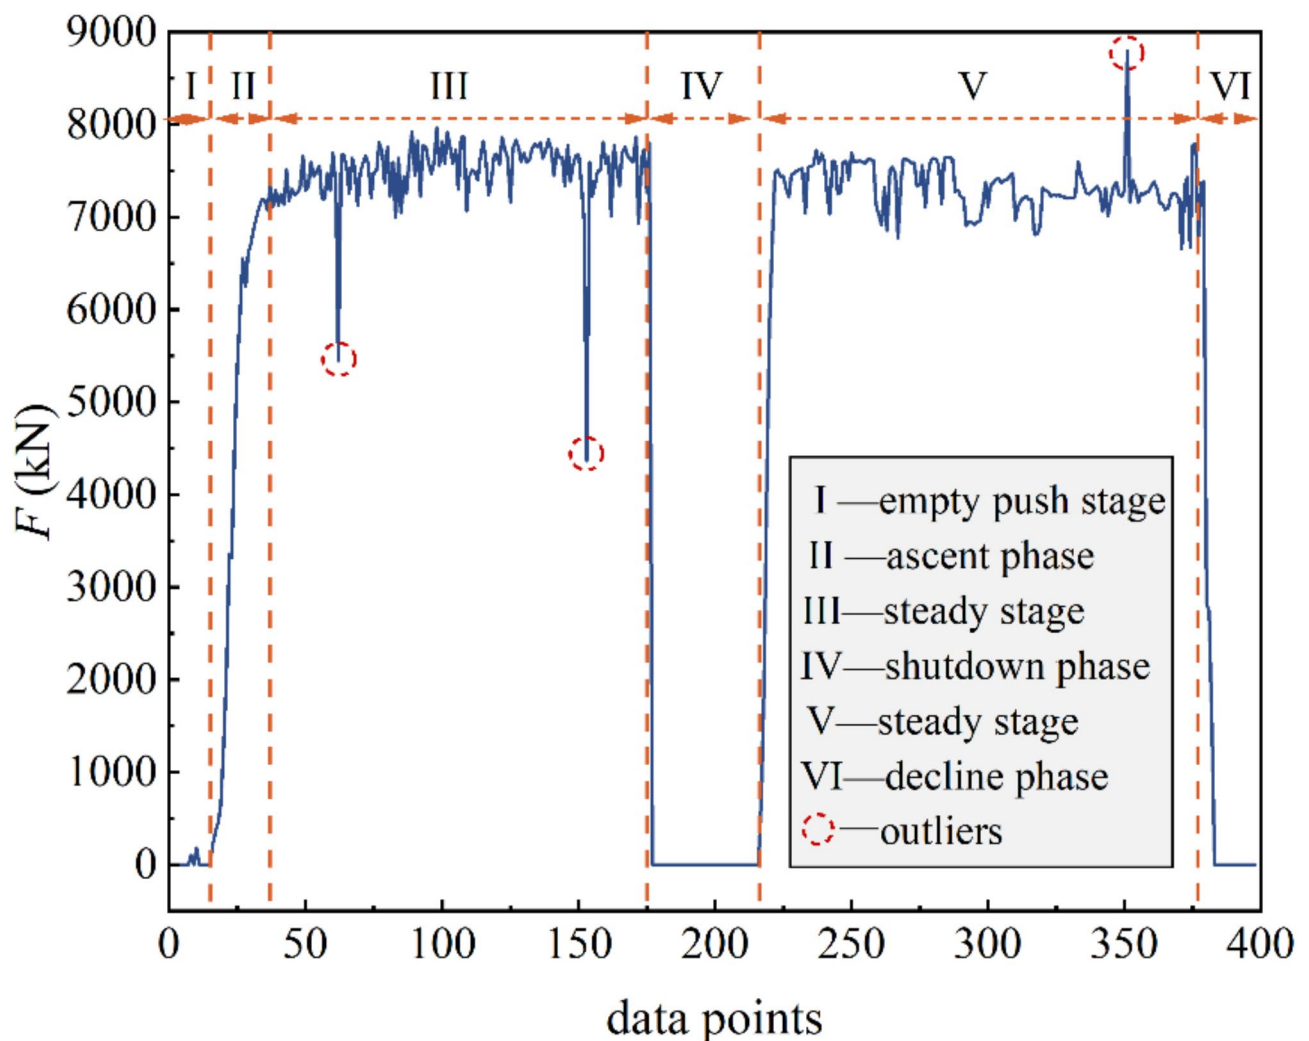 9000
8000
7000
6000
5000
4000
3000
2000
1000
0
F (kN)
I II III IV V VI
I —empty push stage
II —ascent phase
III—steady stage
IV—shutdown phase
V—steady stage
VI—decline phase
—outliers
0 50 100 150 200 250 300 350 400
data points